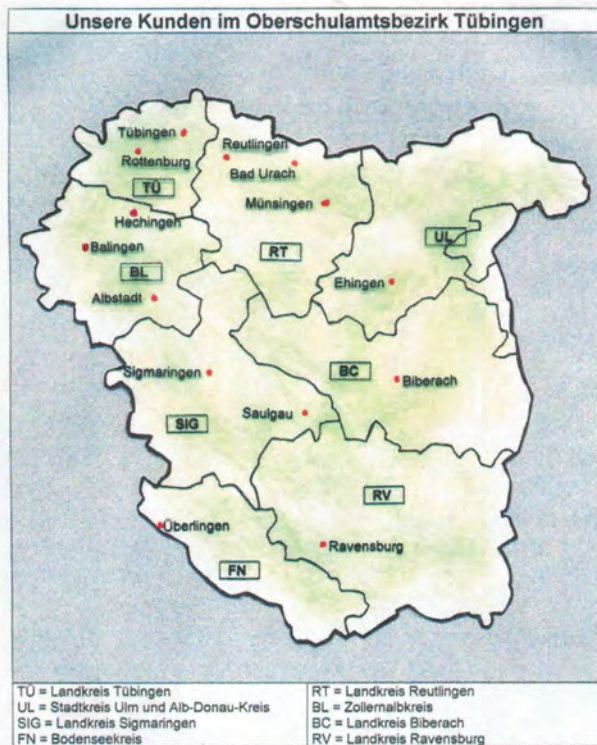 Unsere Kunden im Oberschulamtsbezirk Tübingen
Tübingen
Rottenburg
TÜ
Reutlingen
Bad Urach
Münsingen
RT
UL
Hechingen
Balingen
BL
Albstadt
Ehingen
Sigmaringen
BC
Biberach
Saulgau
SIG
RV
Überlingen
Ravensburg
FN
TÜ = Landkreis Tübingen
UL = Stadtkreis Ulm und Alb-Donau-Kreis
SIG = Landkreis Sigmaringen
FN = Bodenseekreis
RT = Landkreis Reutlingen
BL = Zollernalbkreis
BC = Landkreis Biberach
RV = Landkreis Ravensburg